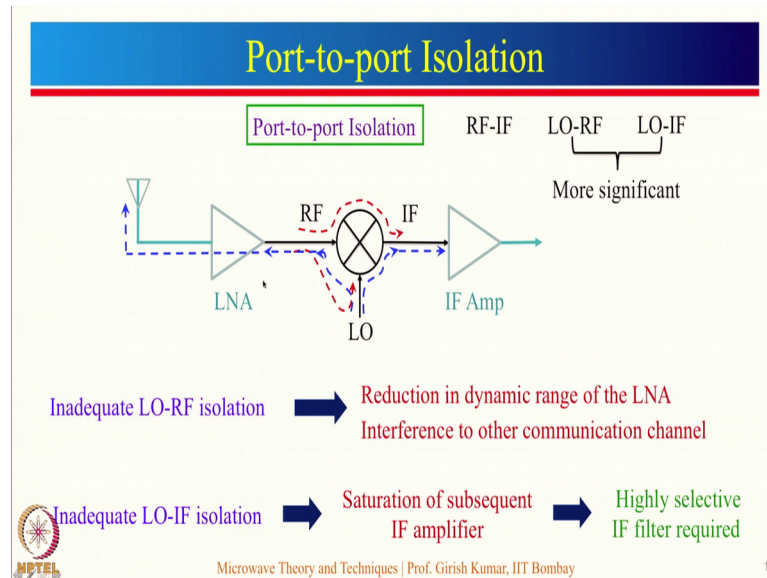 Port-to-port Isolation
Port-to-port Isolation RF-IF LO-RF LO-IF
More significant
RF IF
LNA IF Amp
LO
Inadequate LO-RF isolation
Reduction in dynamic range of the LNA
Interference to other communication channel
Inadequate LO-IF isolation
Saturation of subsequent
IF amplifier
Highly selective
IF filter required
NPTEL
Microwave Theory and Techniques | Prof. Girish Kumar, IIT Bombay
1